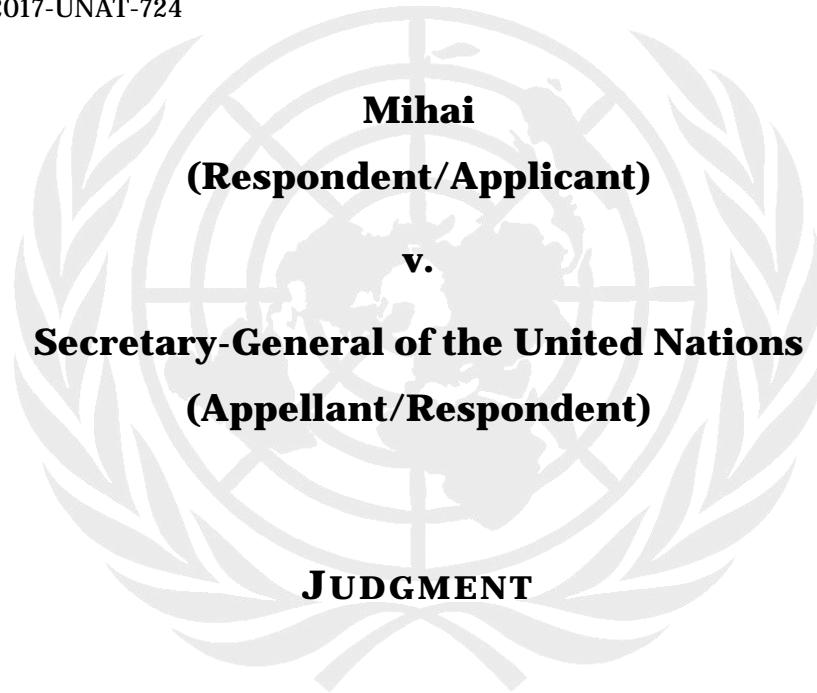 2017-UNAT-724
Mihai
(Respondent/Applicant)
v.
Secretary-General of the United Nations
(Appellant/Respondent)
JUDGMENT